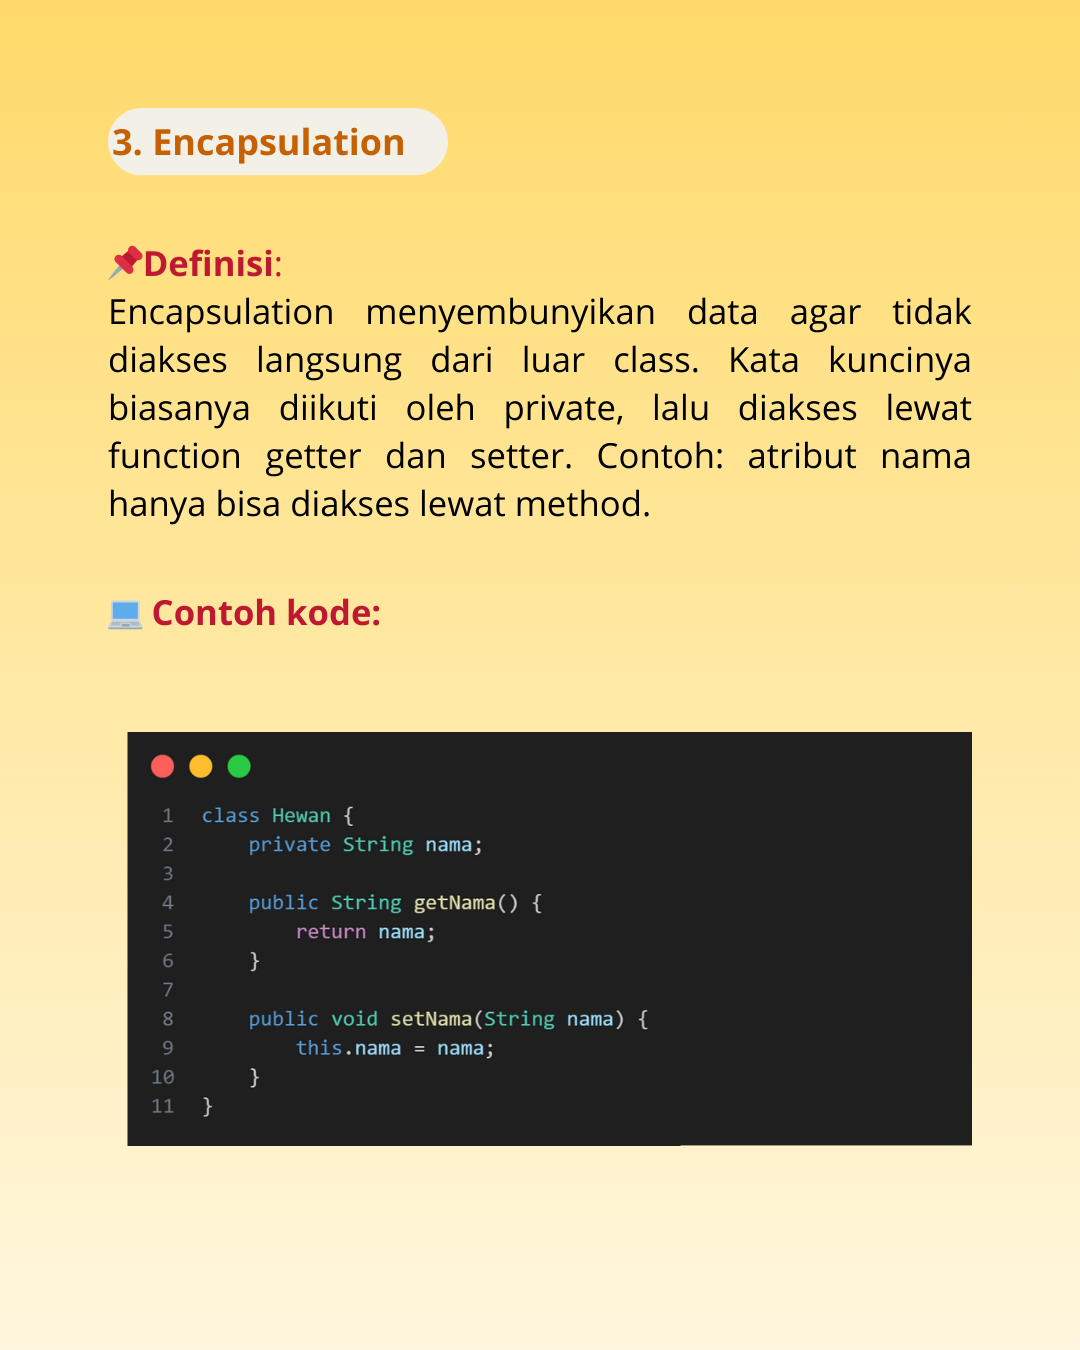 3. Encapsulation
📌Definisi:
Encapsulation menyembunyikan data agar tidak
diakses langsung dari luar class. Kata kuncinya
biasanya diikuti oleh private, lalu diakses lewat
function getter dan setter. Contoh: atribut nama
hanya bisa diakses lewat method.
💻 Contoh kode:
1 class Hewan {
2     private String nama;
3
4     public String getNama() {
5         return nama;
6     }
7
8     public void setNama(String nama) {
9         this.nama = nama;
10     }
11 }